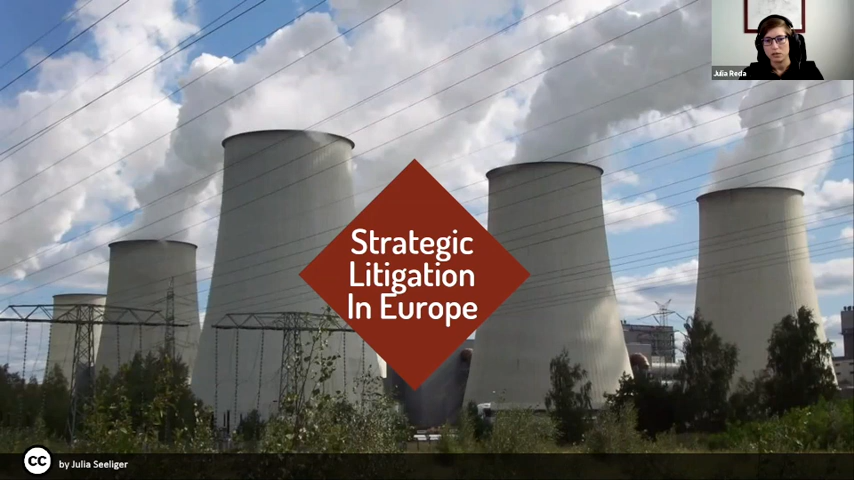 Julia Reda
Strategic
Litigation
In Europe
CC
by Julia Seeliger